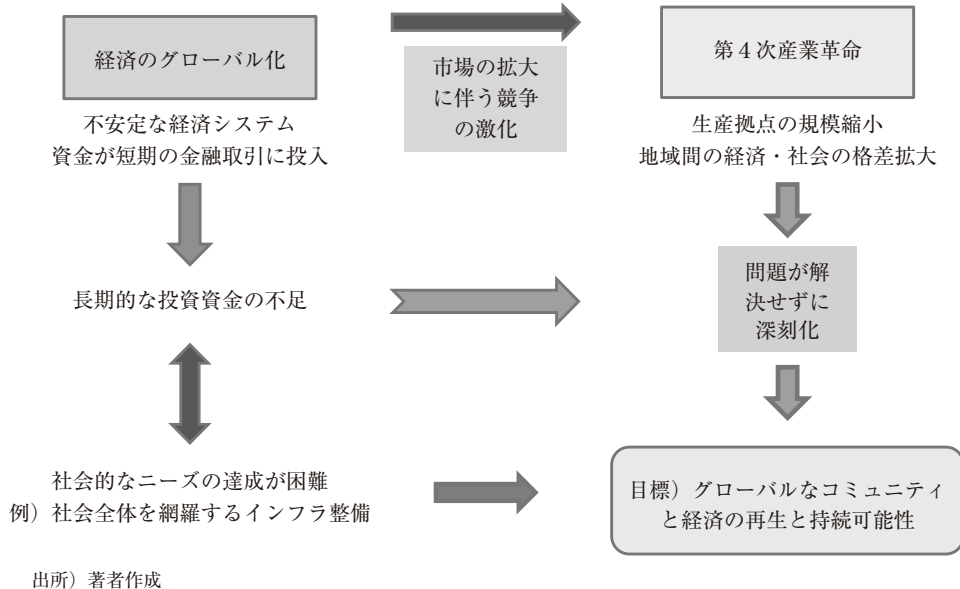 経済のグローバル化
不安定な経済システム
資金が短期の金融取引に投入
市場の拡大
に伴う競争
の激化
第4次産業革命
生産拠点の規模縮小
地域間の経済・社会の格差拡大
長期的な投資資金の不足
問題が解
決せずに
深刻化
社会的なニーズの達成が困難
例）社会全体を網羅するインフラ整備
目標）グローバルなコミュニティ
と経済の再生と持続可能性
出所）著者作成